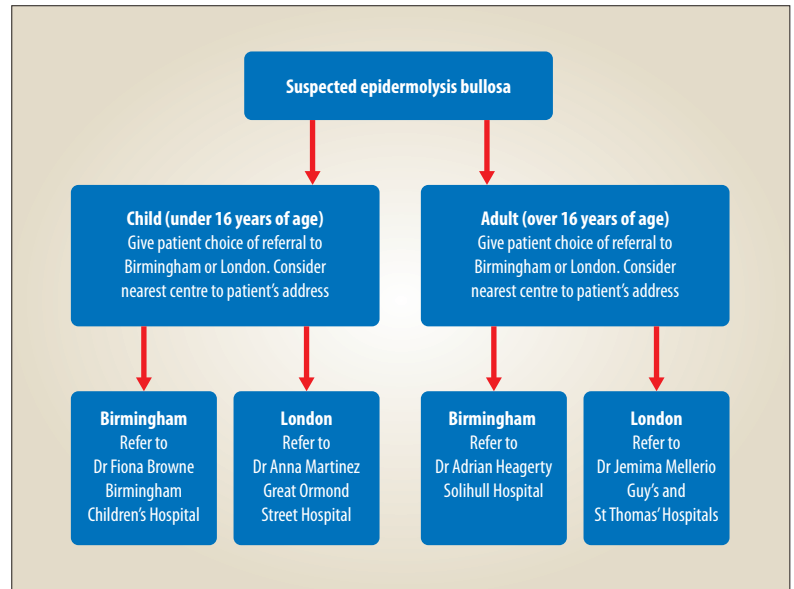 Suspected epidermolysis bullosa
Child (under 16 years of age)
Give patient choice of referral to
Birmingham or London. Consider
nearest centre to patient’s address
Adult (over 16 years of age)
Give patient choice of referral to
Birmingham or London. Consider
nearest centre to patient’s address
Birmingham
Refer to
Dr Fiona Browne
Birmingham
Children’s Hospital
London
Refer to
Dr Anna Martinez
Great Ormond
Street Hospital
Birmingham
Refer to
Dr Adrian Heagerty
Solihull Hospital
London
Refer to
Dr Jemima Mellerio
Guy’s and
St Thomas’ Hospitals